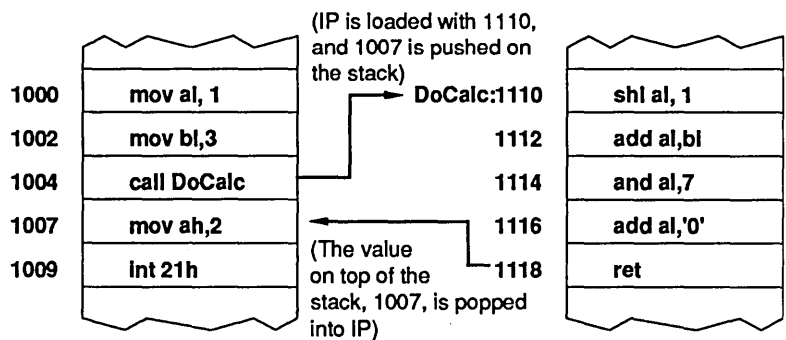 (IP is loaded with 1110,
and 1007 is pushed on
the stack)
1000 mov al, 1
1002 mov bl,3
1004 call DoCalc
1007 mov ah,2
1009 int 21h
DoCalc:1110 shl al, 1
1112 add al,bl
1114 and al,7
1116 add al,'0'
1118 ret
(The value
on top of the
stack, 1007, is popped
into IP)